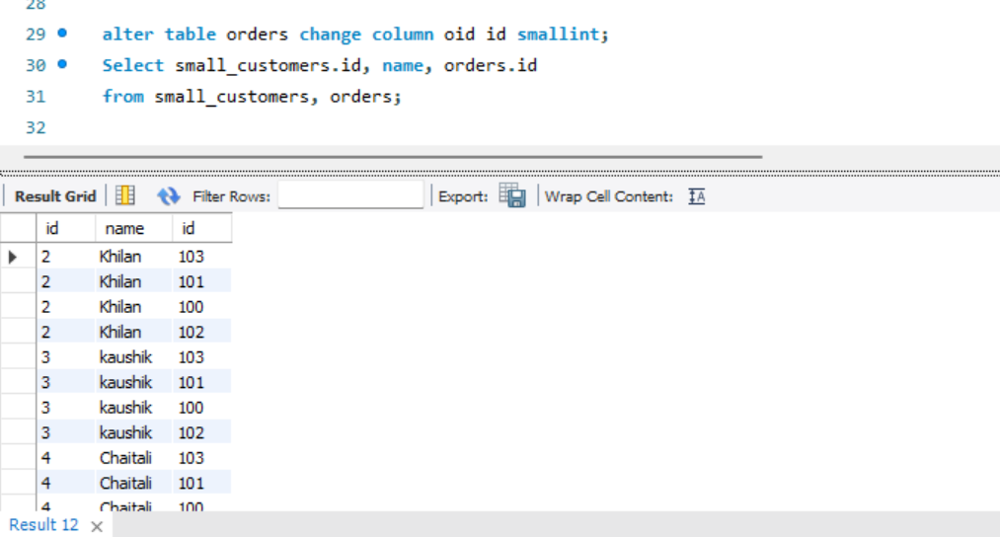 28
29 alter table orders change column oid id smallint;
30 Select small_customers.id, name, orders.id
31 from small_customers, orders;
32
Result Grid Filter Rows: Export: Wrap Cell Content: IA
id name id
2 Khilan 103
2 Khilan 101
2 Khilan 100
2 Khilan 102
3 kaushik 103
3 kaushik 101
3 kaushik 100
3 kaushik 102
4 Chaitali 103
4 Chaitali 101
4 Chaitali 100
Result 12 ×